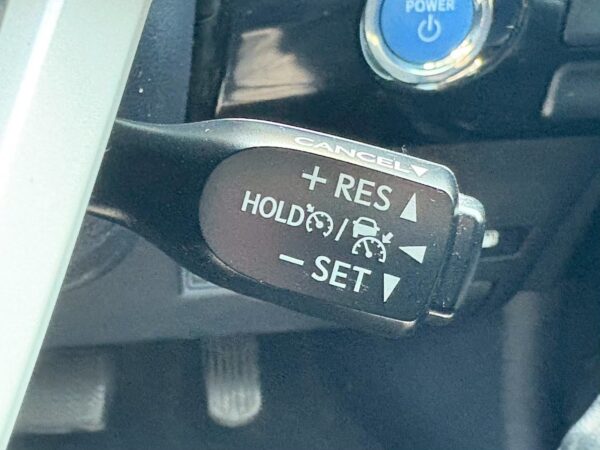 POWER
CANCEL▼
+ RES ▲
HOLD / ◀
− SET ▼